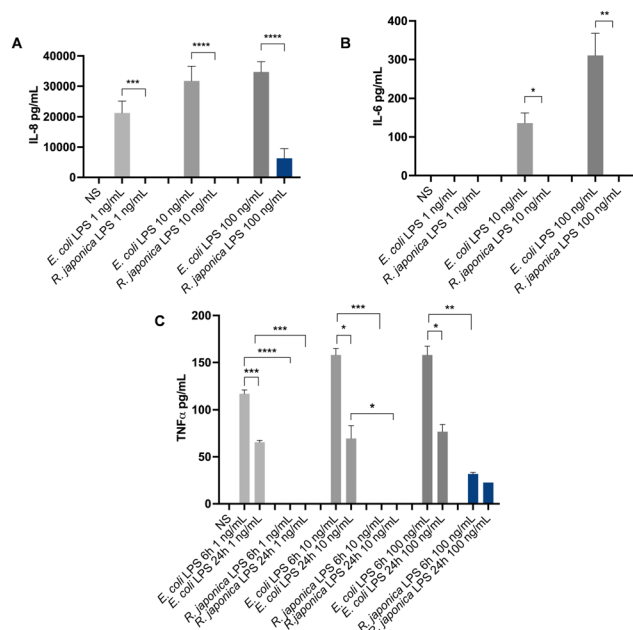 A
IL-8 pg/mL
40000
30000
20000
10000
0
***
****
****
NS
E. coli LPS 1 ng/mL
R. japonica LPS 1 ng/mL
E. coli LPS 10 ng/mL
R. japonica LPS 10 ng/mL
E. coli LPS 100 ng/mL
R. japonica LPS 100 ng/mL
B
IL-6 pg/mL
400
300
200
100
0
*
**
NS
E. coli LPS 1 ng/mL
R. japonica LPS 1 ng/mL
E. coli LPS 10 ng/mL
R. japonica LPS 10 ng/mL
E. coli LPS 100 ng/mL
R. japonica LPS 100 ng/mL
C
TNFα pg/mL
200
150
100
50
0
***
****
***
***
*
*
**
*
NS
E. coli LPS 6h 1 ng/mL
E. coli LPS 24h 1 ng/mL
R. japonica LPS 6h 1 ng/mL
R. japonica LPS 24h 1 ng/mL
E. coli LPS 6h 10 ng/mL
E. coli LPS 24h 10 ng/mL
R. japonica LPS 6h 10 ng/mL
R.japonica LPS 24h 10 ng/mL
E. coli LPS 6h 100 ng/mL
E. coli LPS 24h 100 ng/mL
R. japonica LPS 6h 100 ng/mL
R. japonica LPS 24h 100 ng/mL